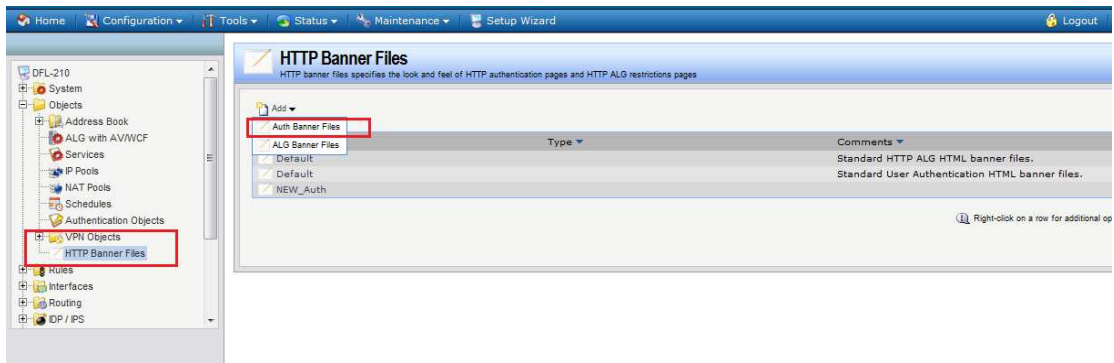 Home Configuration Tools Status Maintenance Setup Wizard Logout
DFL-210
System
Objects
Address Book
ALG with AV/WCF
Services
IP Pools
NAT Pools
Schedules
Authentication Objects
VPN Objects
HTTP Banner Files
Rules
Interfaces
Routing
IDP / IPS
HTTP Banner Files
HTTP banner files specifies the look and feel of HTTP authentication pages and HTTP ALG restrictions pages
Add
Auth Banner Files
ALG Banner Files
Type Comments
Default Standard HTTP ALG HTML banner files.
Default Standard User Authentication HTML banner files.
NEW_Auth
Right-click on a row for additional op